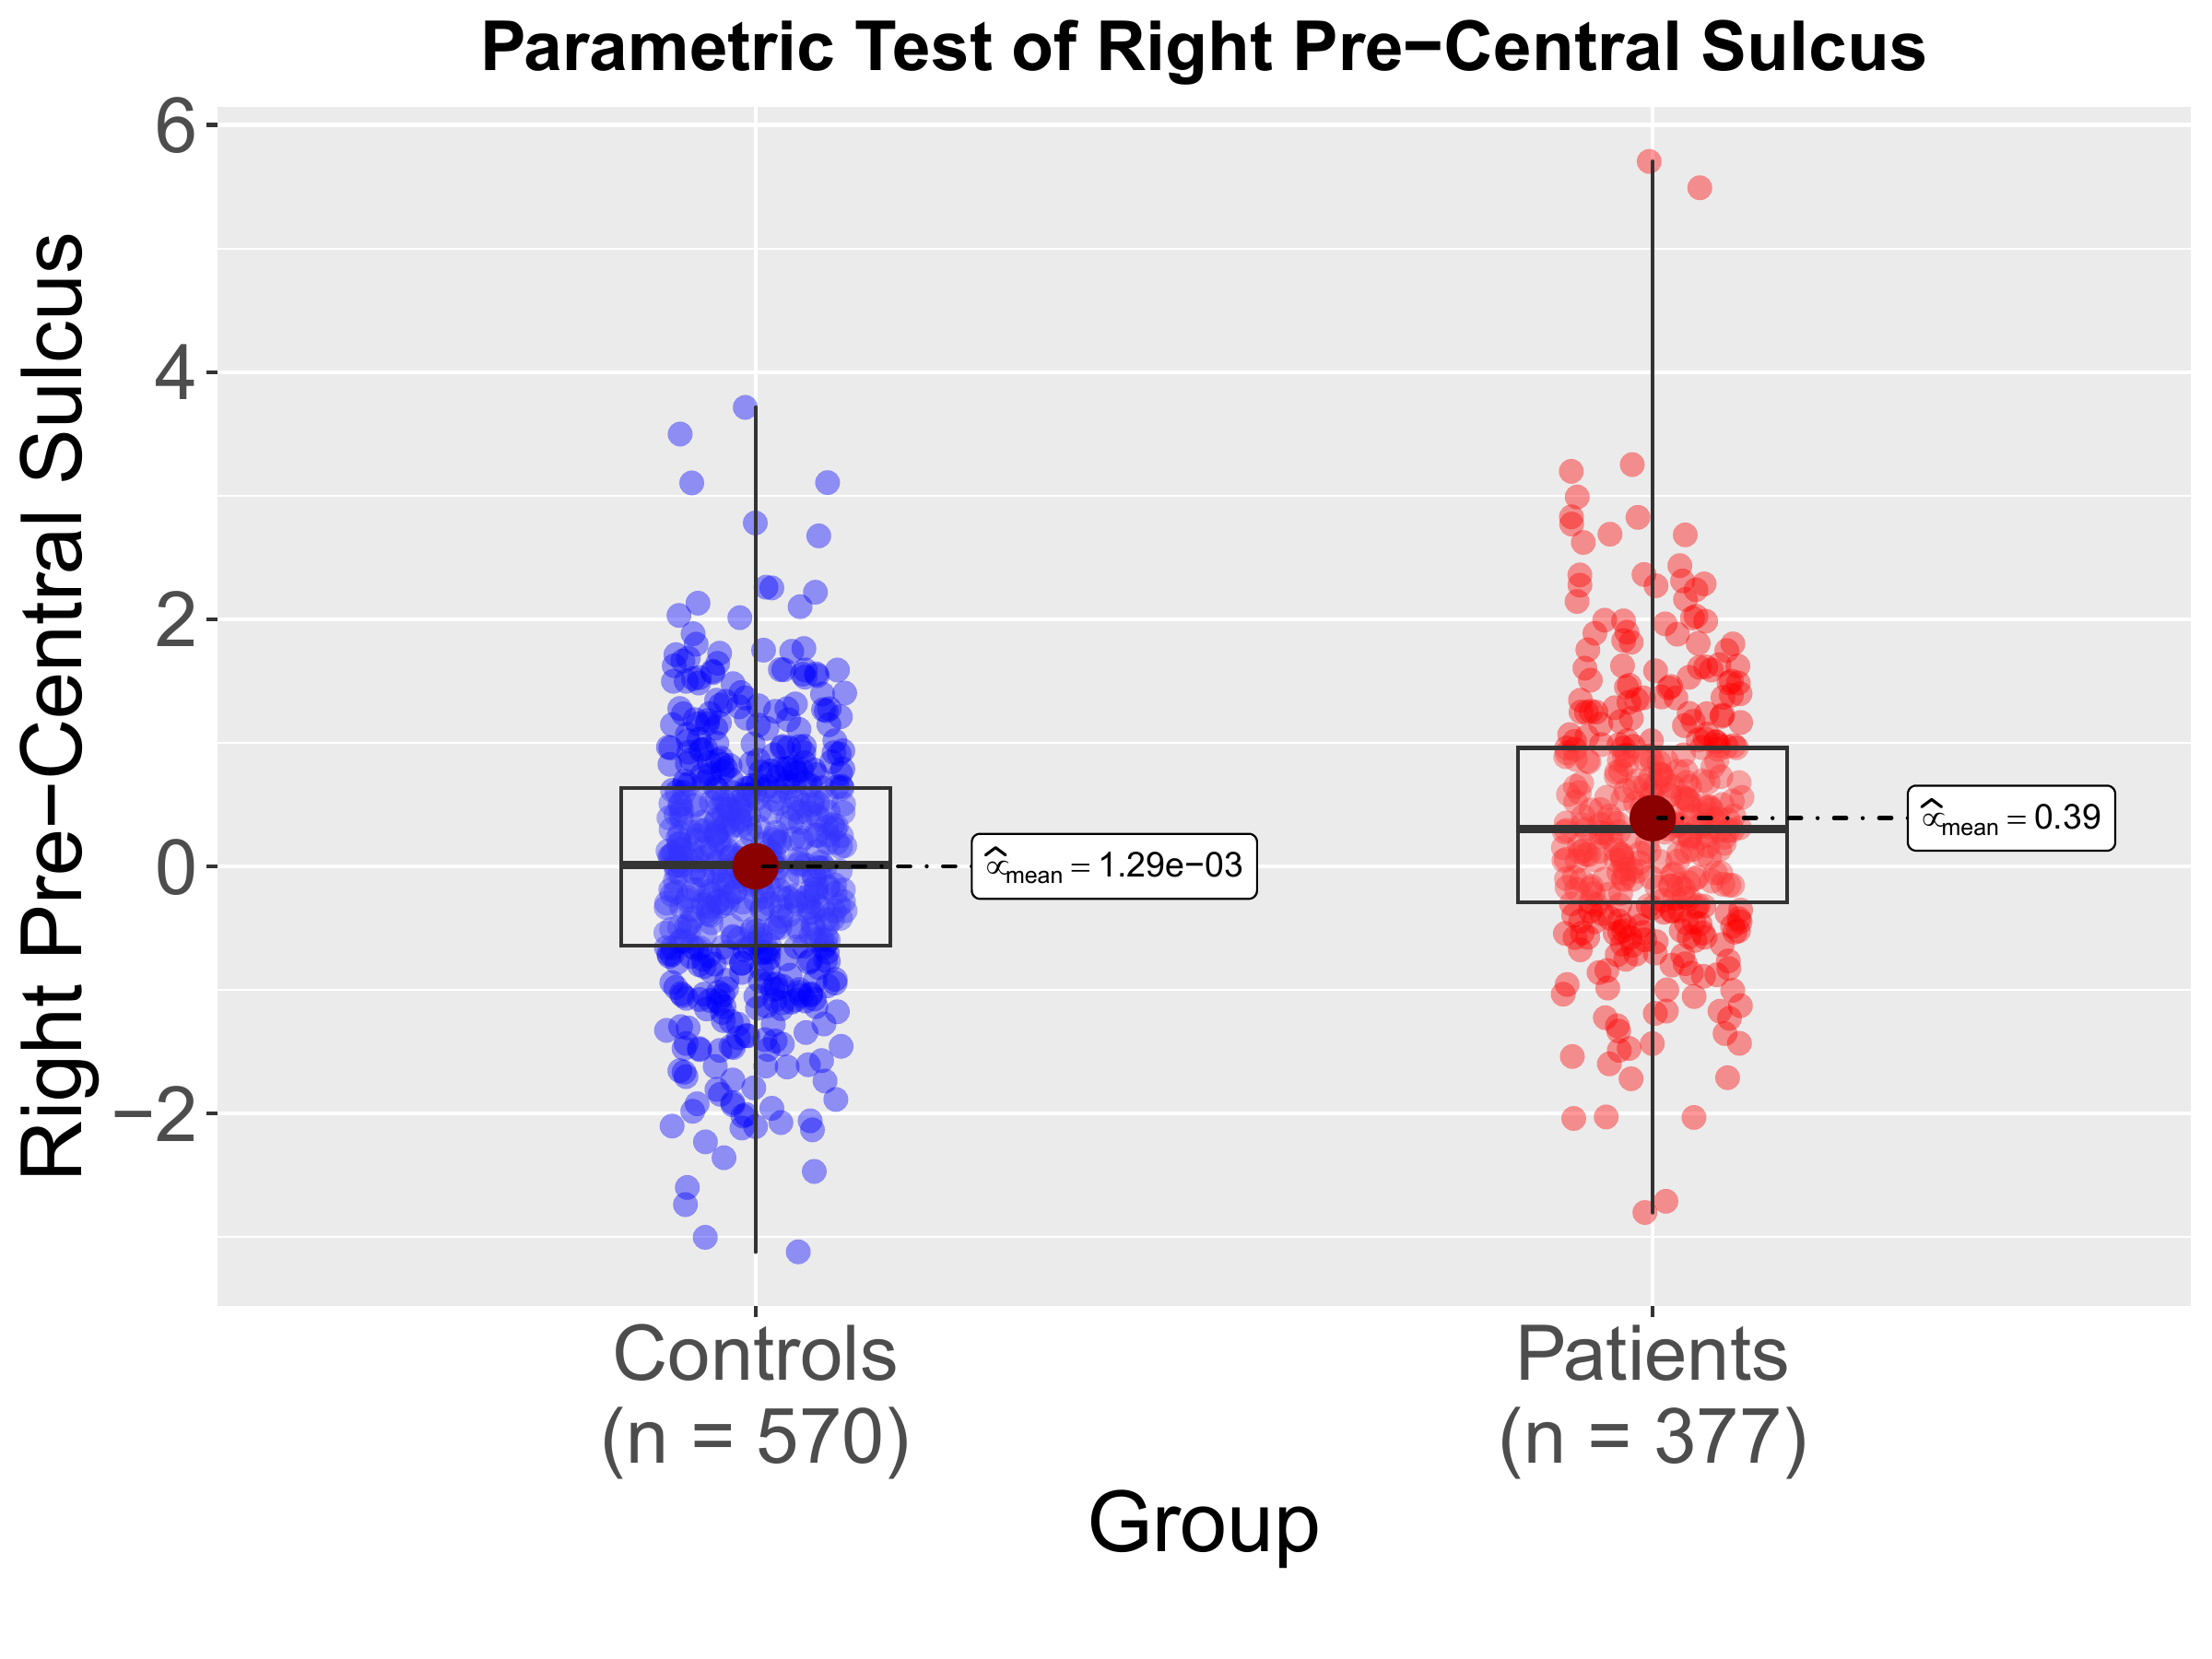 Parametric Test of Right Pre−Central Sulcus
Right Pre−Central Sulcus
6
4
2
0
−2
∝̂mean = 1.29e−03
∝̂mean = 0.39
Controls
(n = 570)
Patients
(n = 377)
Group